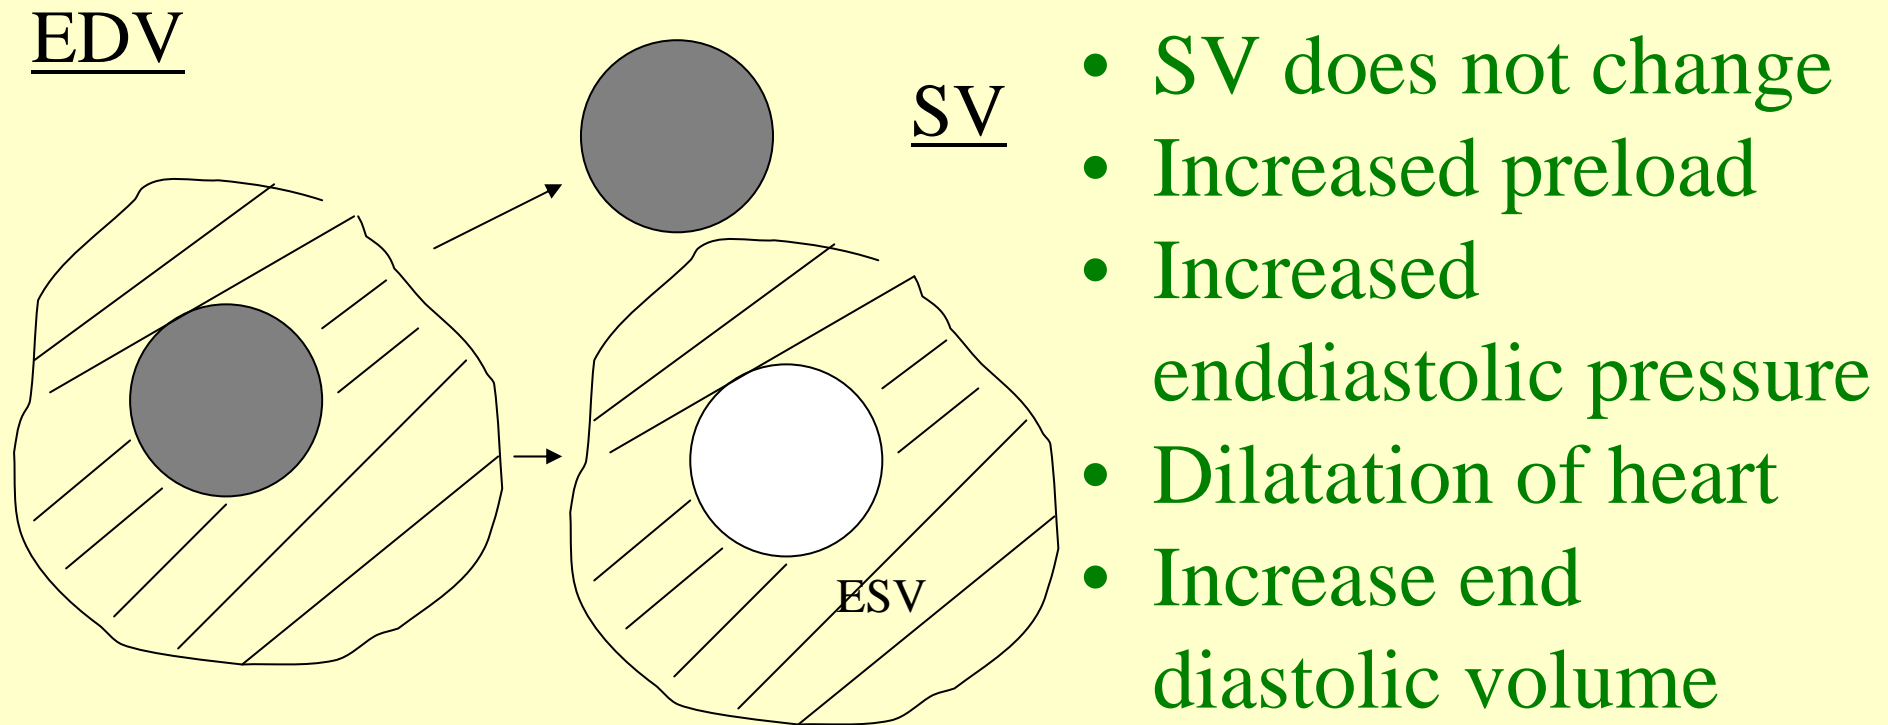 EDV
SV
ESV
• SV does not change
• Increased preload
• Increased
enddiastolic pressure
• Dilatation of heart
• Increase end
diastolic volume